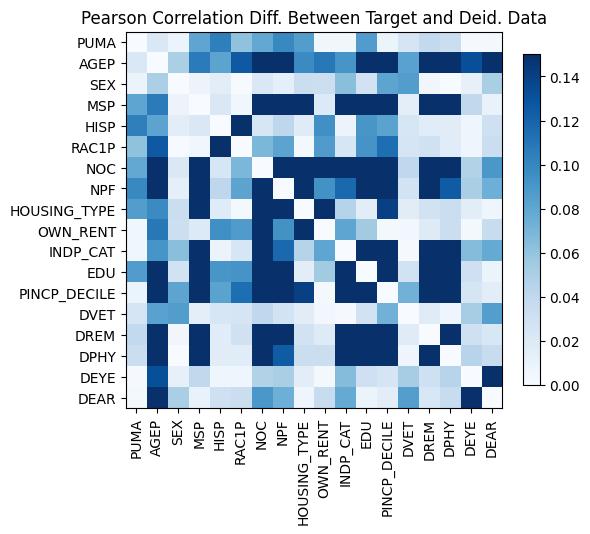 Pearson Correlation Diff. Between Target and Deid. Data
PUMA
AGEP
SEX
MSP
HISP
RAC1P
NOC
NPF
HOUSING_TYPE
OWN_RENT
INDP_CAT
EDU
PINCP_DECILE
DVET
DREM
DPHY
DEYE
DEAR
PUMA
AGEP
SEX
MSP
HISP
RAC1P
NOC
NPF
HOUSING_TYPE
OWN_RENT
INDP_CAT
EDU
PINCP_DECILE
DVET
DREM
DPHY
DEYE
DEAR
0.14
0.12
0.10
0.08
0.06
0.04
0.02
0.00